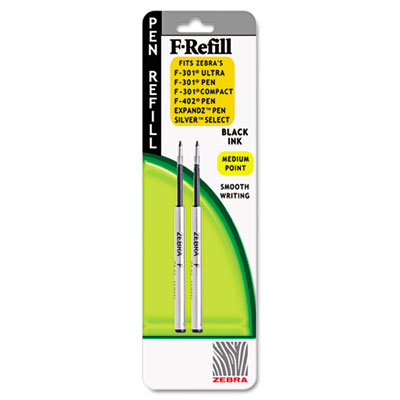 PEN REFILL
F-Refill
FITS ZEBRA'S
F-301® ULTRA
F-301® PEN
F-301® COMPACT
F-402® PEN
EXPANDZ™ PEN
SILVER™ SELECT
BLACK
INK
MEDIUM
POINT
SMOOTH
WRITING
ZEBRA F
ZEBRA F
ZEBRA